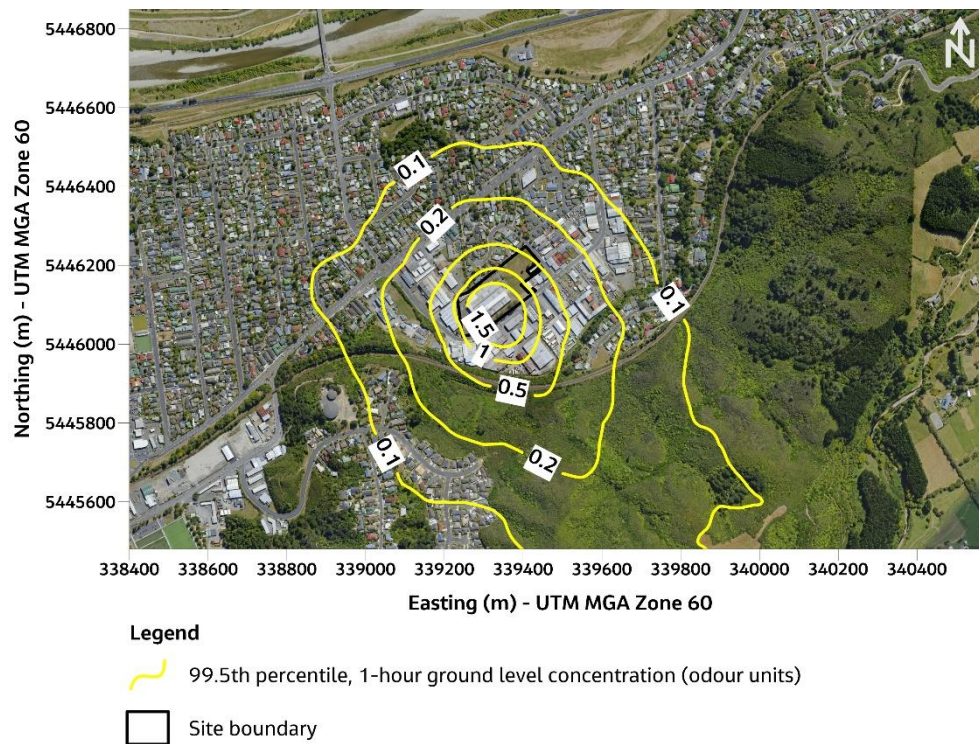 5446800
5446600
5446400
5446200
5446000
5445800
5445600
Northing (m) - UTM MGA Zone 60
N
0.1
0.2
0.1
1.5
1
0.5
0.1
0.2
338400 338600 338800 339000 339200 339400 339600 339800 340000 340200 340400
Easting (m) - UTM MGA Zone 60
Legend
99.5th percentile, 1-hour ground level concentration (odour units)
Site boundary